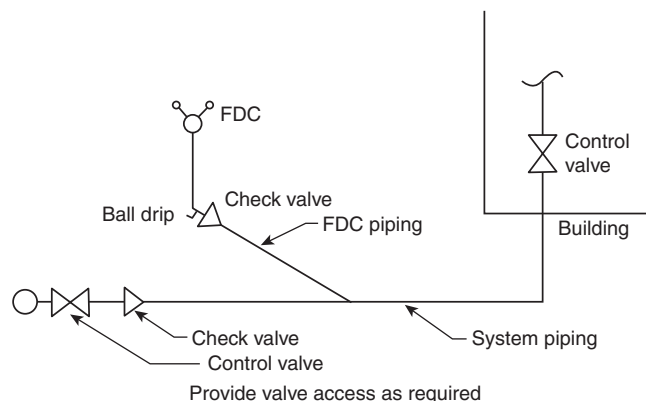 FDC
Control
valve
Check valve
Ball drip
FDC piping
Building
Check valve
System piping
Control valve
Provide valve access as required